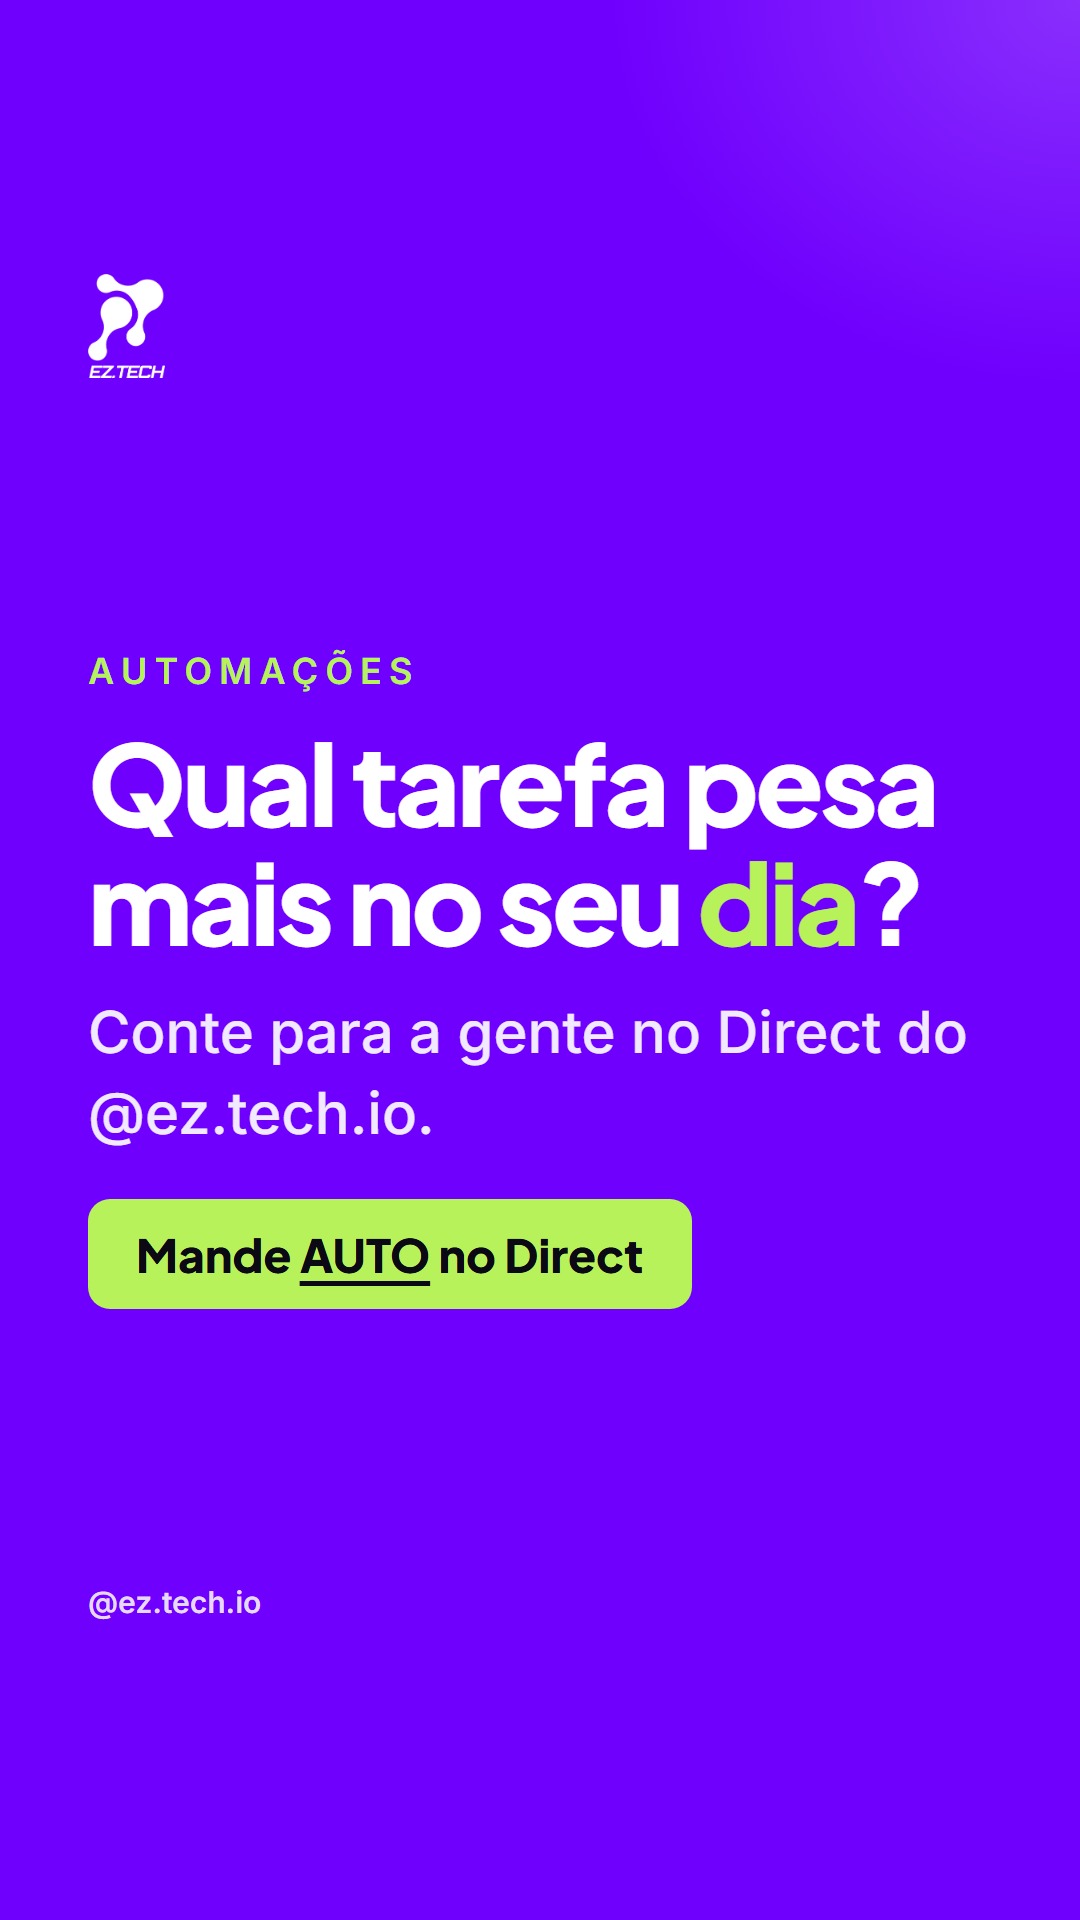 EZ.TECH
AUTOMAÇÕES
Qual tarefa pesa
mais no seu dia?
Conte para a gente no Direct do
@ez.tech.io.
Mande AUTO no Direct
@ez.tech.io